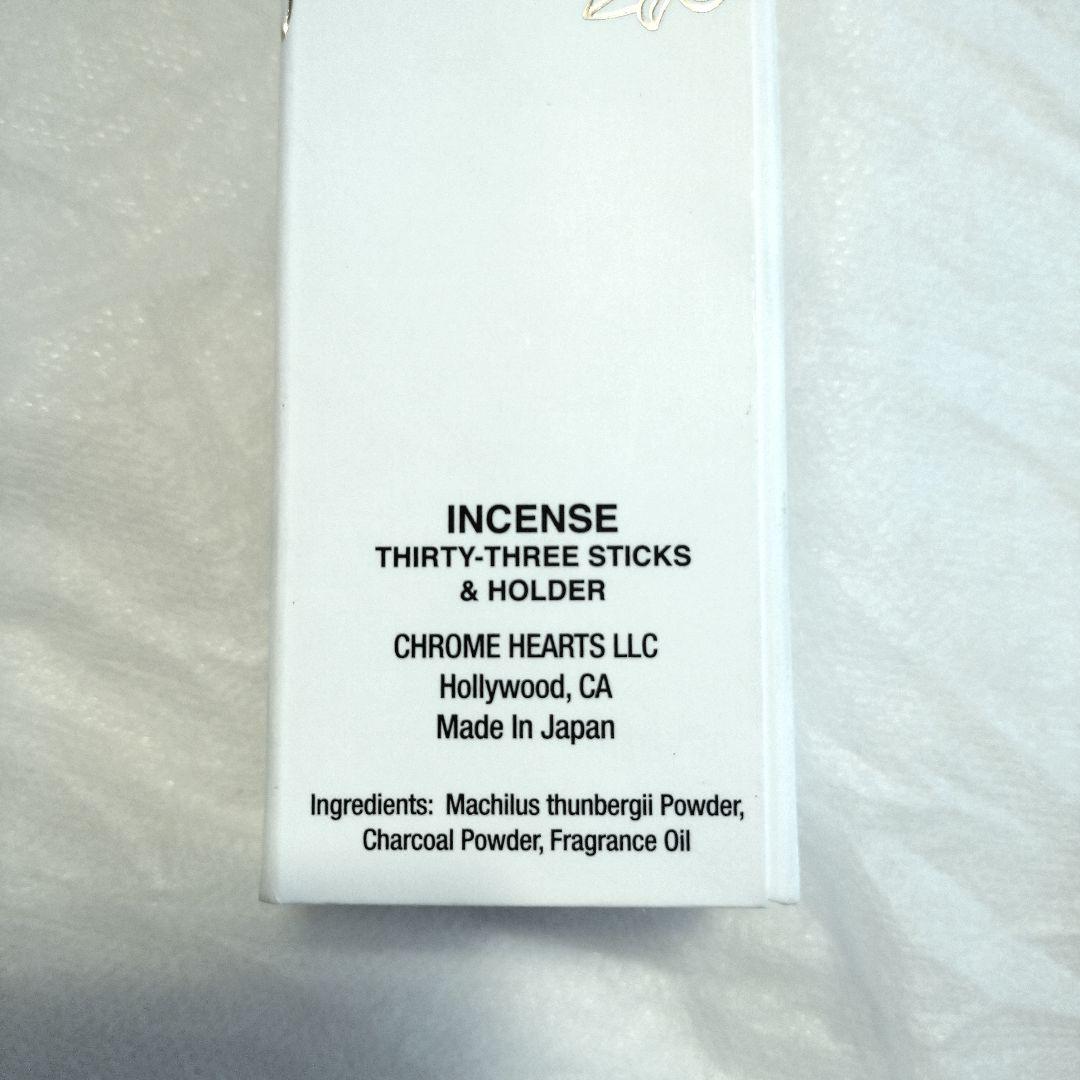 INCENSE
THIRTY-THREE STICKS
& HOLDER
CHROME HEARTS LLC
Hollywood, CA
Made In Japan
Ingredients: Machilus thunbergii Powder,
Charcoal Powder, Fragrance Oil